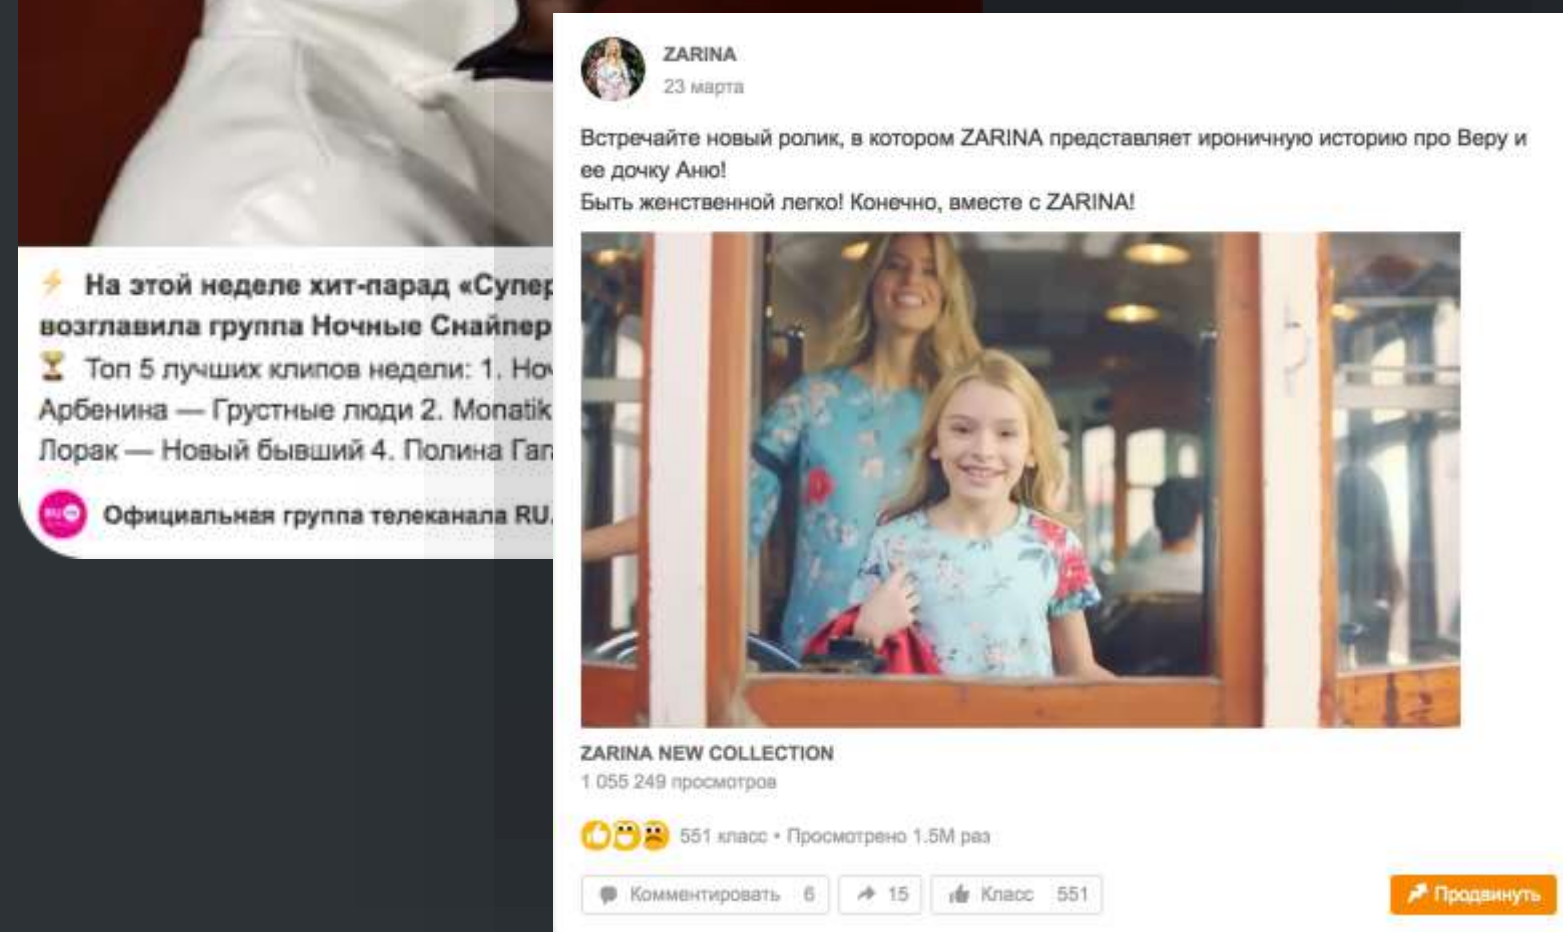 ⚡ На этой неделе хит-парад «Супер
возглавила группа Ночные Снайпер
🏆 Топ 5 лучших клипов недели: 1. Ноч
Арбенина — Грустные люди 2. Monatik
Лорак — Новый бывший 4. Полина Гаг
Официальная группа телеканала RU.
ZARINA
23 марта
Встречайте новый ролик, в котором ZARINA представляет ироничную историю про Веру и
ее дочку Аню!
Быть женственной легко! Конечно, вместе с ZARINA!
ZARINA NEW COLLECTION
1 055 249 просмотров
551 класс • Просмотрено 1.5М раз
Комментировать 6 15 Класс 551
Продвинуть